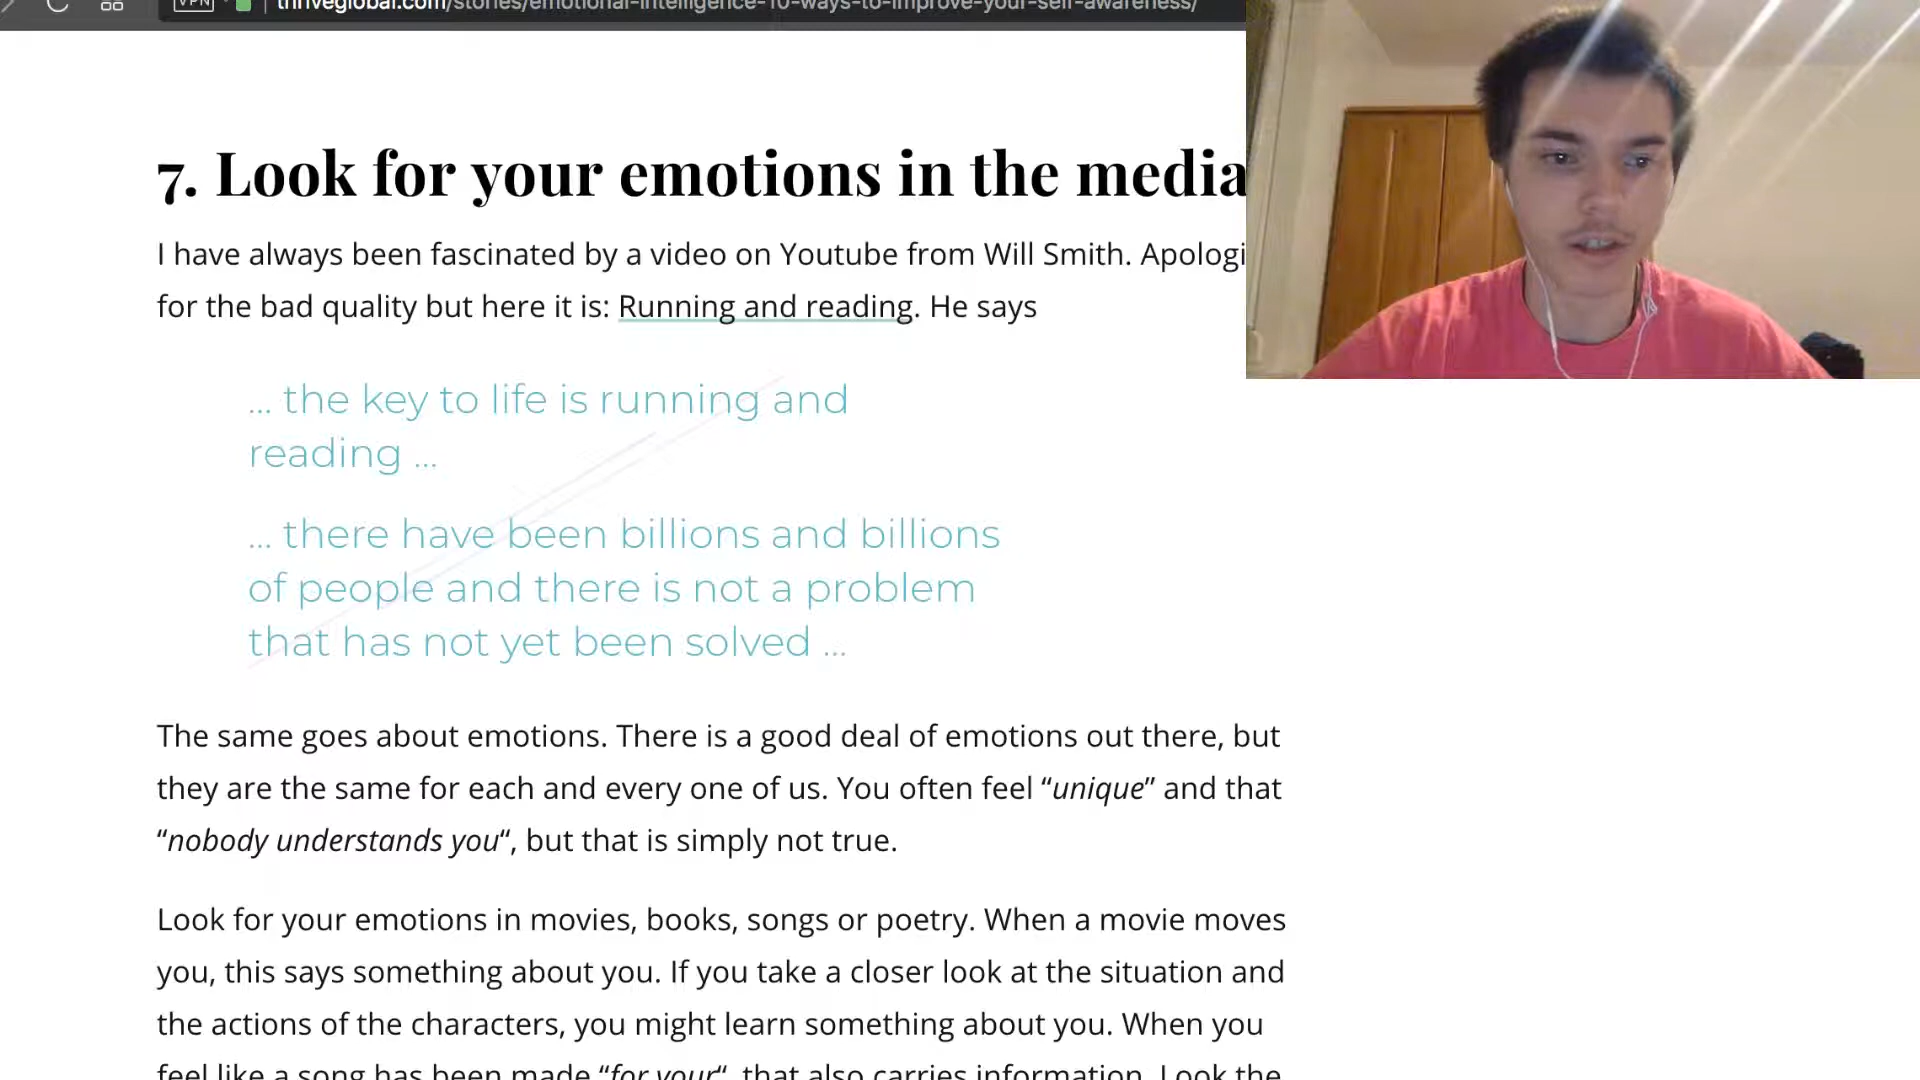 VPN
thriveglobal.com/stories/emotional-intelligence-10-ways-to-improve-your-self-awareness/
7. Look for your emotions in the media
I have always been fascinated by a video on Youtube from Will Smith. Apologi
for the bad quality but here it is: Running and reading. He says
... the key to life is running and
reading ...
... there have been billions and billions
of people and there is not a problem
that has not yet been solved ...
The same goes about emotions. There is a good deal of emotions out there, but
they are the same for each and every one of us. You often feel “unique” and that
“nobody understands you“, but that is simply not true.
Look for your emotions in movies, books, songs or poetry. When a movie moves
you, this says something about you. If you take a closer look at the situation and
the actions of the characters, you might learn something about you. When you
feel like a song has been made “for your“, that also carries information. Look the